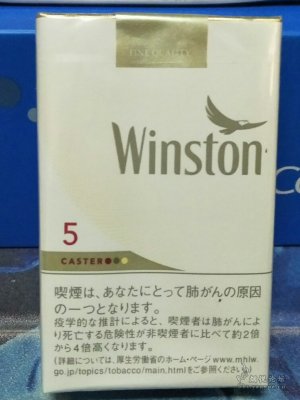 FINE QUALITY
Winston
5
CASTER
喫煙は、あなたにとって肺がんの原因
の一つとなります。
疫学的な推計によると、喫煙者は肺がんによ
り死亡する危険性が非喫煙者に比べて約2倍
から4倍高くなります。
(詳細については、厚生労働省のホーム・ページ www.mhlw.
go.jp/topics/tobacco/main.htmlをご参照ください。)